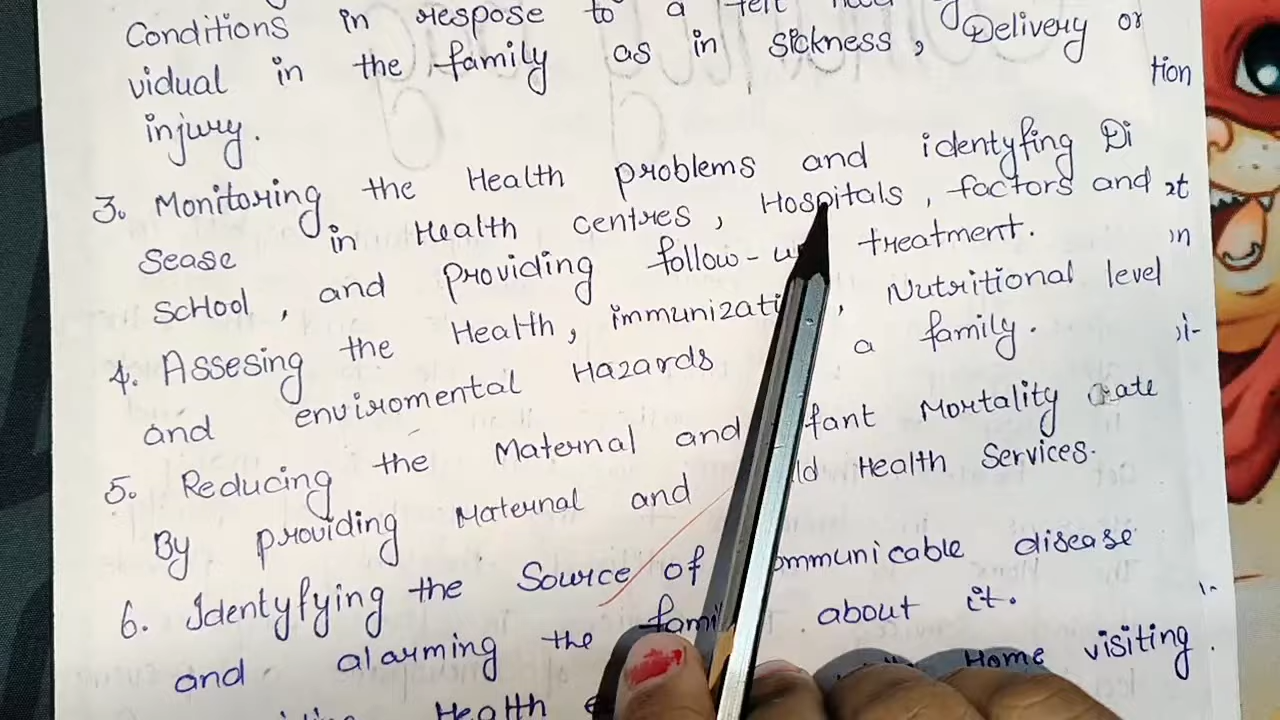 Conditions in respose to a felt need
vidual in the family as in sickness, Delivery or
injury.
tion
3. Monitoring the Health problems and identyfing Di
sease in Health centres, Hospitals, factors and
School, and providing follow-up treatment.
4. Assesing the Health, immunizati , Nutritional level
and enviromental Hazards a family.
5. Reducing the Maternal and fant Mortality rate
By providing Maternal and ld Health Services.
6. Identyfying the Source of ommunicable disease
and alarming the famil about it.
Health Home visiting.